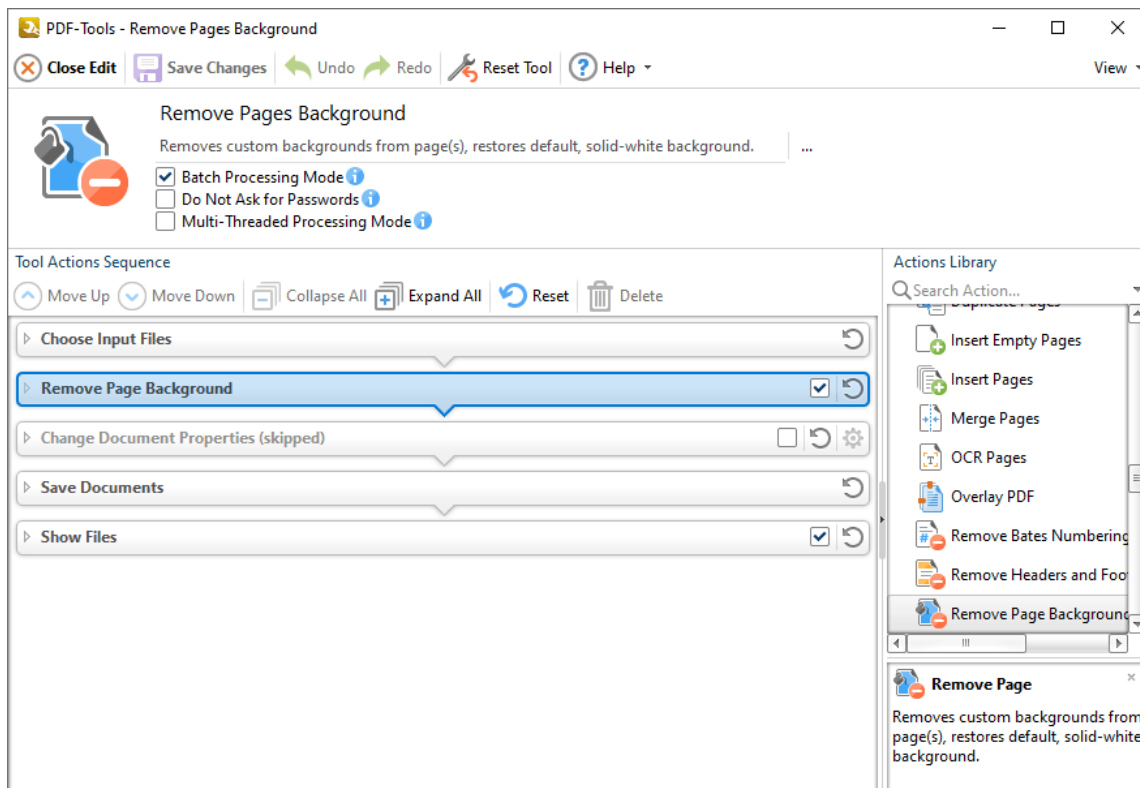 PDF-Tools - Remove Pages Background
Close Edit Save Changes Undo Redo Reset Tool ? Help View
Remove Pages Background
Removes custom backgrounds from page(s), restores default, solid-white background. ...
Batch Processing Mode i
Do Not Ask for Passwords i
Multi-Threaded Processing Mode i
Tool Actions Sequence
Move Up Move Down Collapse All Expand All Reset Delete
Choose Input Files
Remove Page Background
Change Document Properties (skipped)
Save Documents
Show Files
Actions Library
Search Action...
Duplicate Pages
Insert Empty Pages
Insert Pages
Merge Pages
T OCR Pages
Overlay PDF
# Remove Bates Numbering
Remove Headers and Foo
Remove Page Background
Remove Page
Removes custom backgrounds from
page(s), restores default, solid-white
background.